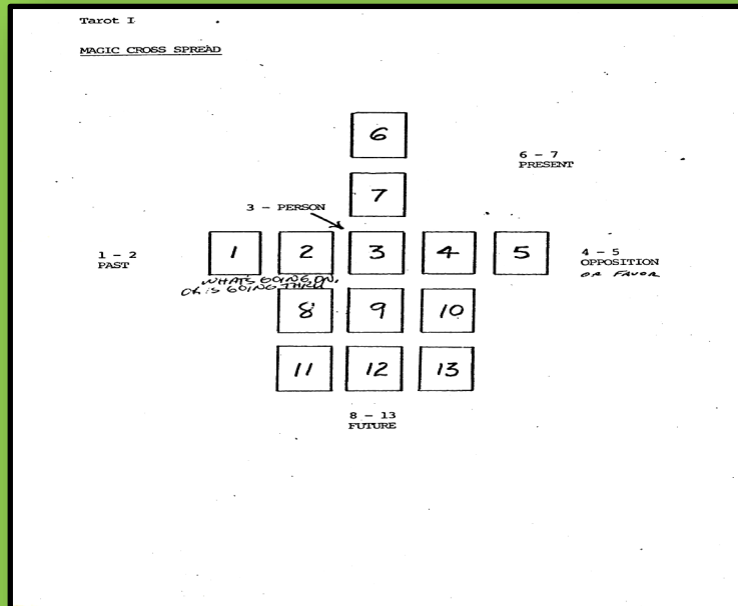 Tarot I
MAGIC CROSS SPREAD
6
6 - 7
PRESENT
7
3 - PERSON
1 - 2
PAST
1 2 3 4 5
4 - 5
OPPOSITION
OR FAVOR
WHAT'S GOING ON,
OR IS GOING THRU
8 9 10
11 12 13
8 - 13
FUTURE